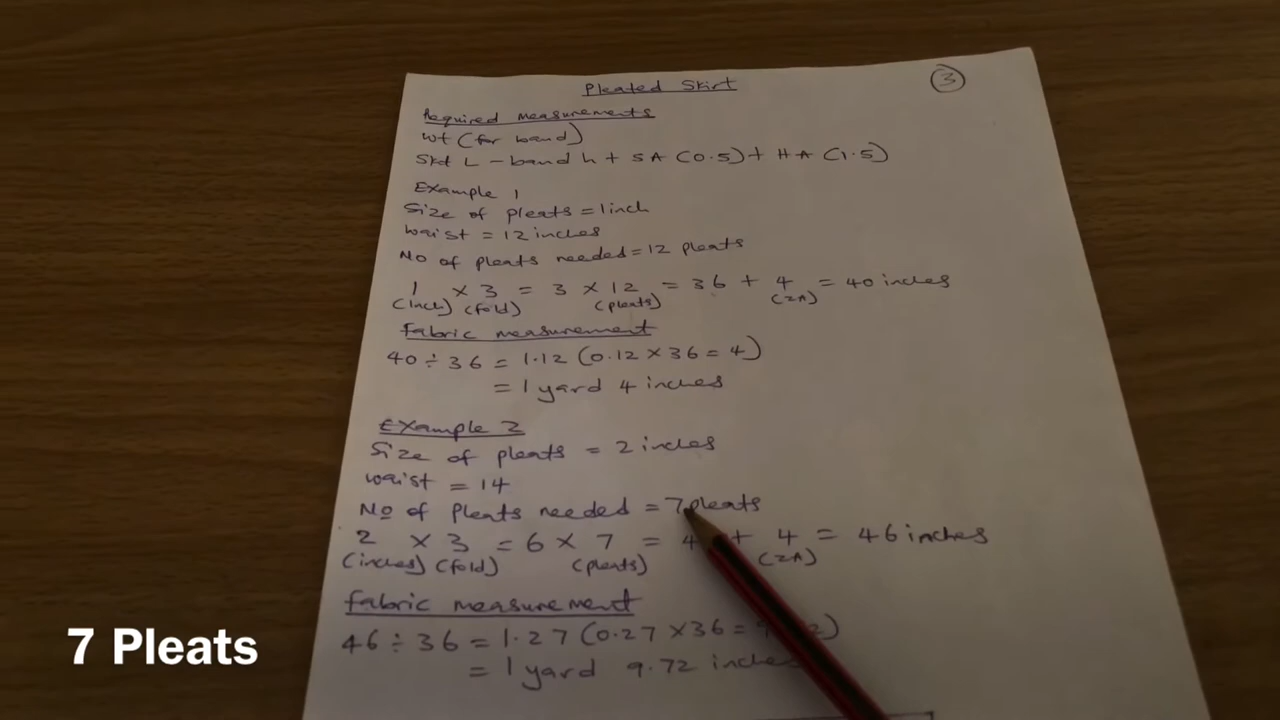 Pleated Skirt
3
Required measurements
wt (for band)
Skt L - band h + SA (0.5) + HA (1.5)
Example 1
Size of pleats = 1inch
waist = 12 inches
No of pleats needed = 12 pleats
1 × 3 = 3 × 12 = 36 + 4 = 40 inches
(inch) (fold) (pleats) (ZA)
Fabric measurement
40 ÷ 36 = 1.12 (0.12 × 36 = 4)
= 1 yard 4 inches
Example 2
Size of pleats = 2 inches
waist = 14
No of pleats needed = 7 pleats
2 × 3 = 6 × 7 = 4 + 4 = 46 inches
(inches) (fold) (pleats) (ZA)
fabric measurement
46 ÷ 36 = 1.27 (0.27 × 36 = 2)
= 1 yard 9.72 inches
7 Pleats